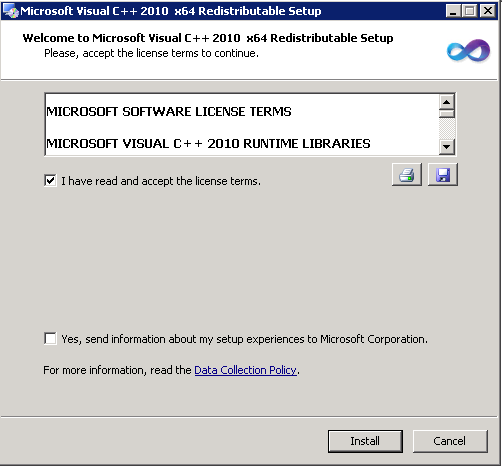 Microsoft Visual C++ 2010  x64 Redistributable Setup
Welcome to Microsoft Visual C++ 2010  x64 Redistributable Setup
Please, accept the license terms to continue.
MICROSOFT SOFTWARE LICENSE TERMS
MICROSOFT VISUAL C++ 2010 RUNTIME LIBRARIES
I have read and accept the license terms.
Yes, send information about my setup experiences to Microsoft Corporation.
For more information, read the Data Collection Policy.
Install Cancel